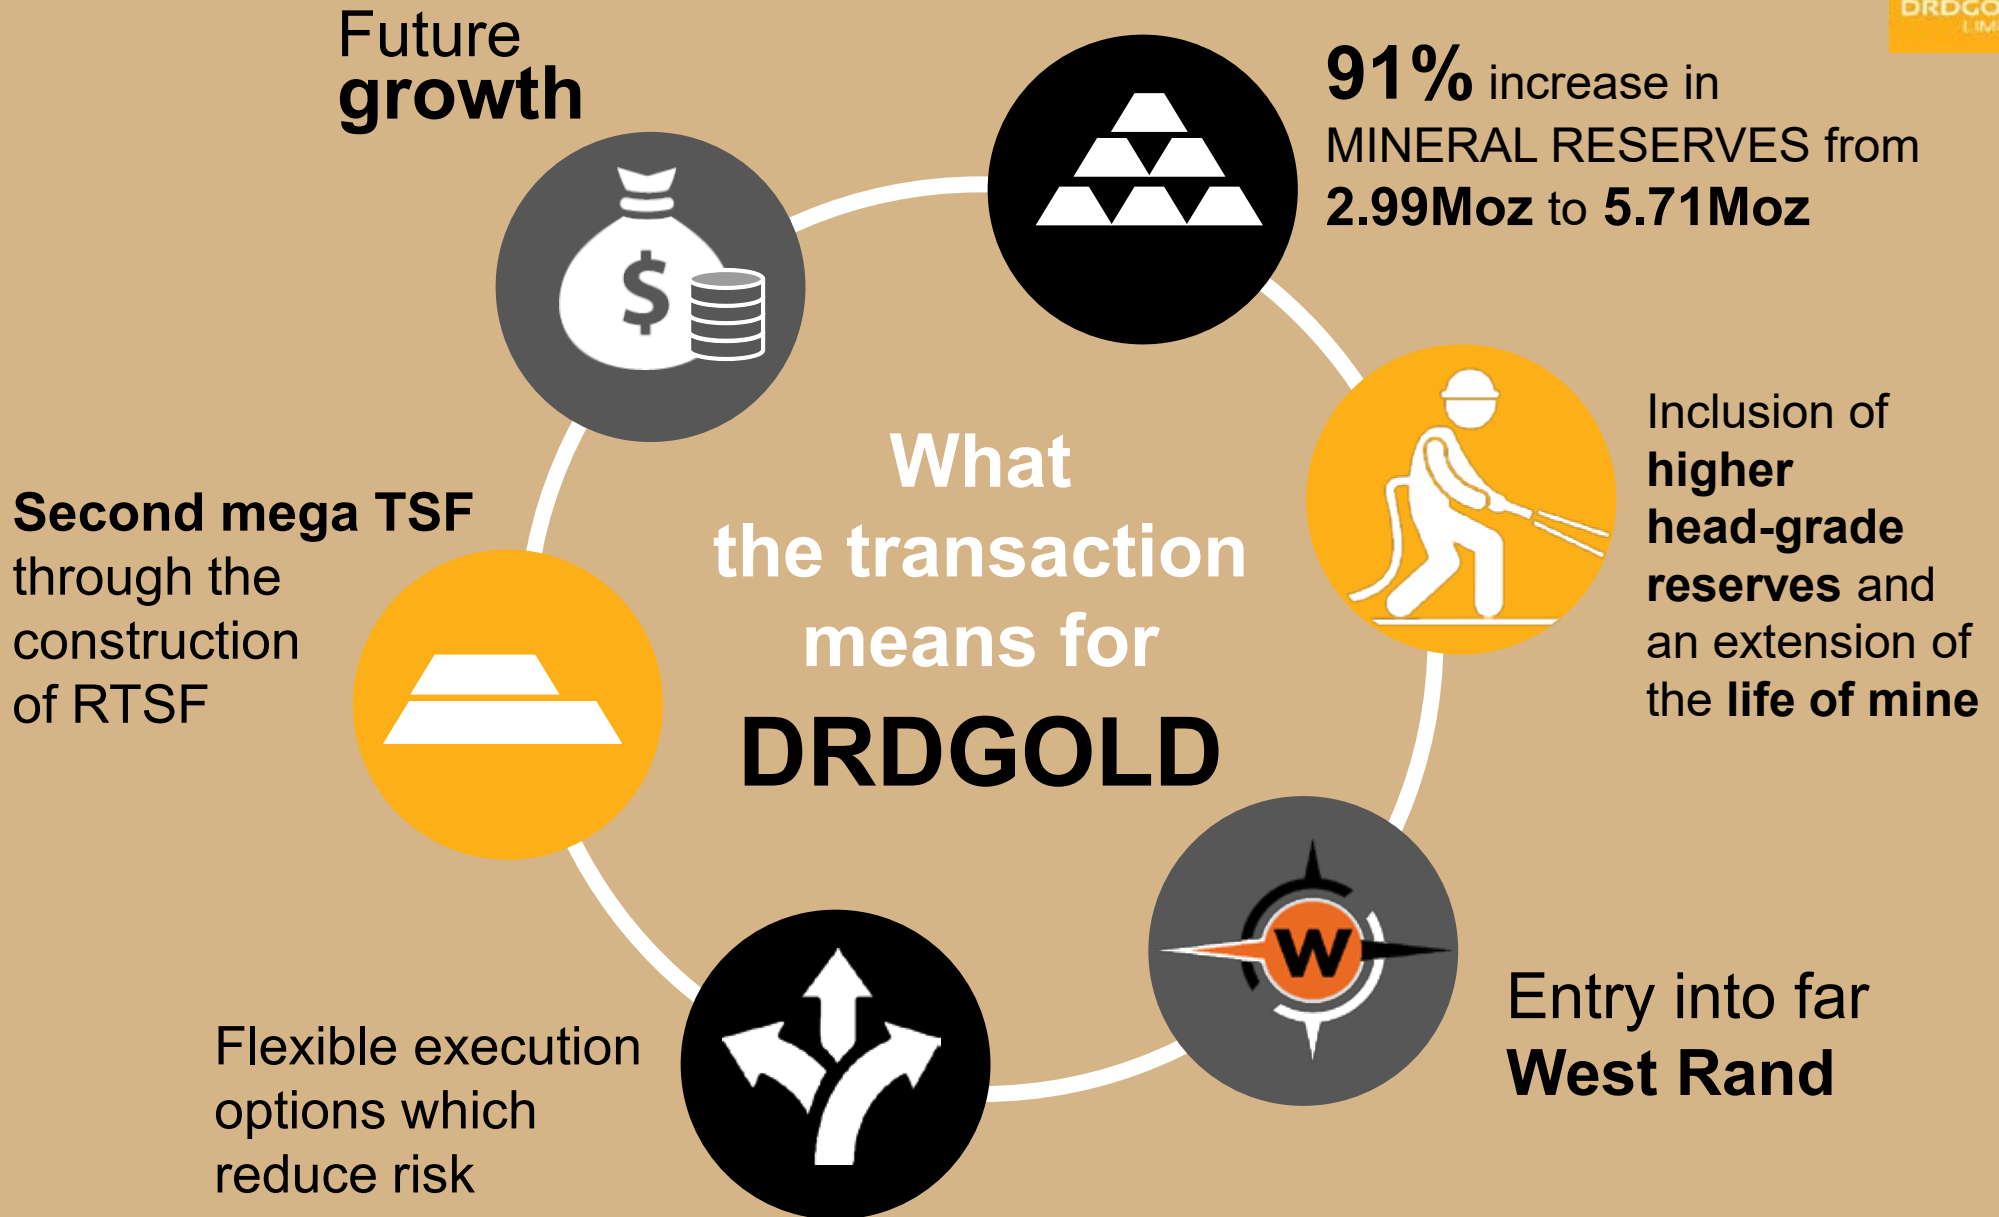 DRDGO
LIM
Future
growth
91% increase in
MINERAL RESERVES from
2.99Moz to 5.71Moz
Inclusion of
higher
head-grade
reserves and
an extension of
the life of mine
Entry into far
West Rand
Flexible execution
options which
reduce risk
Second mega TSF
through the
construction
of RTSF
What
the transaction
means for
DRDGOLD
$
W